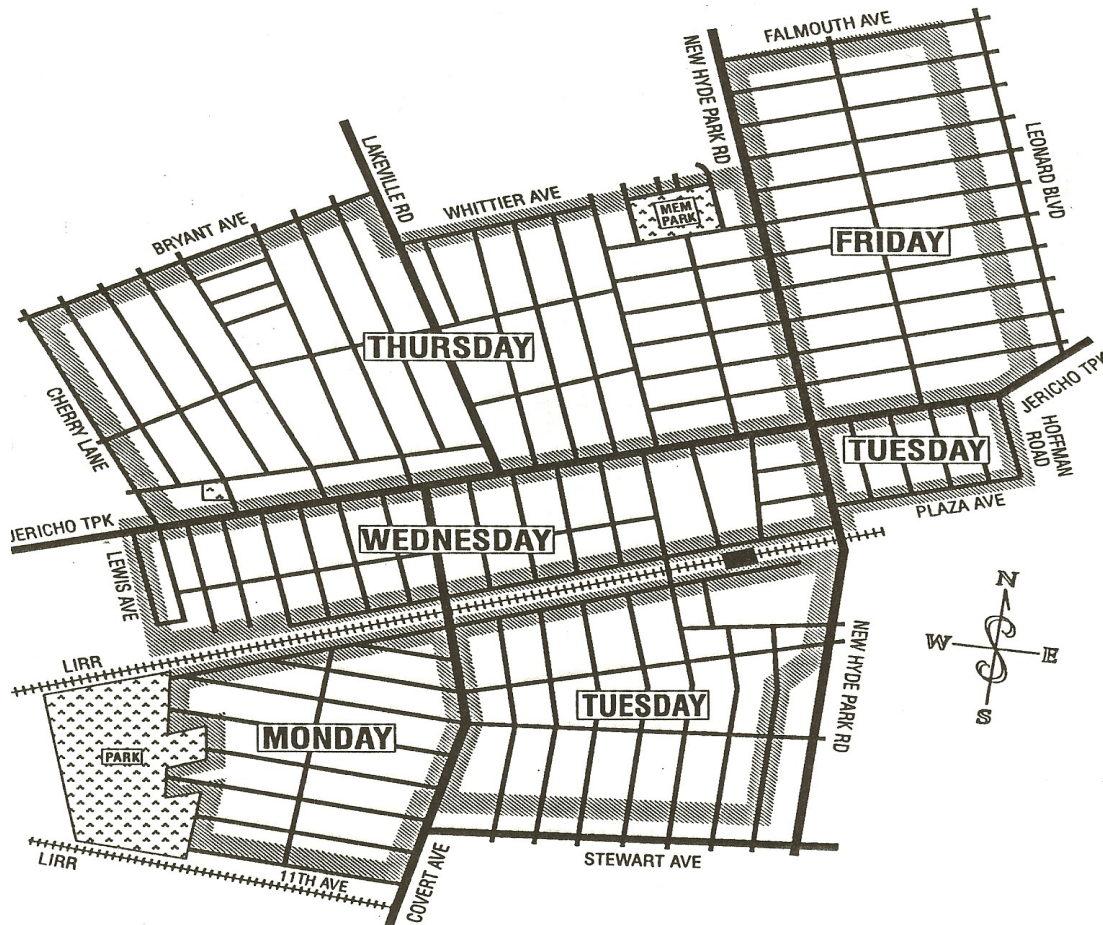 FALMOUTH AVE
NEW HYDE PARK RD
LAKEVILLE RD
LEONARD BLVD
WHITTIER AVE
MEM
PARK
BRYANT AVE
FRIDAY
THURSDAY
CHERRY LANE
JERICHO TPK
HOFFMAN
ROAD
TUESDAY
PLAZA AVE
JERICHO TPK
WEDNESDAY
LEWIS AVE
N
W
E
S
LIRR
NEW HYDE PARK RD
TUESDAY
MONDAY
PARK
LIRR
11TH AVE
COVERT AVE
STEWART AVE